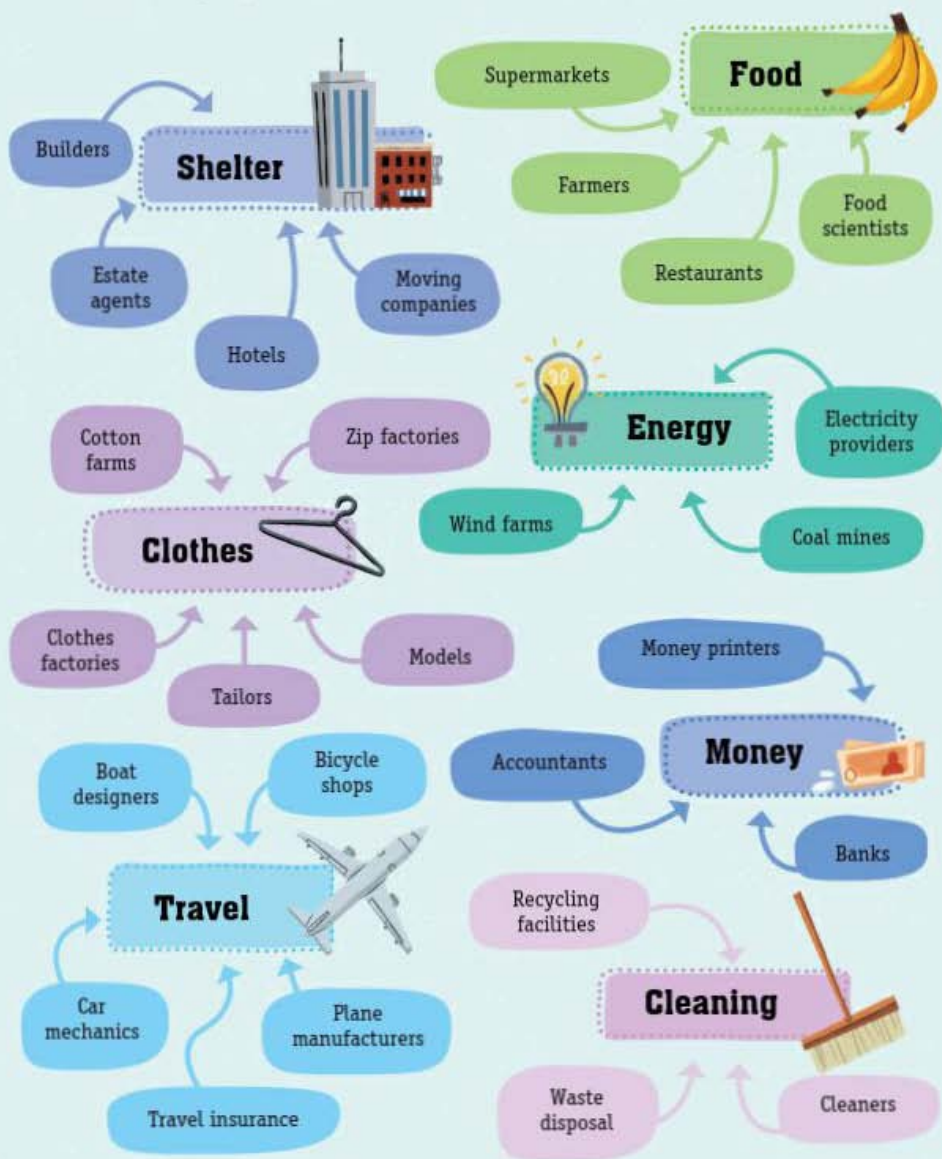 Shelter
Builders
Estate
agents
Hotels
Moving
companies
Food
Supermarkets
Farmers
Restaurants
Food
scientists
Energy
Electricity
providers
Wind farms
Coal mines
Clothes
Cotton
farms
Zip factories
Clothes
factories
Tailors
Models
Money
Money printers
Accountants
Banks
Travel
Boat
designers
Bicycle
shops
Car
mechanics
Plane
manufacturers
Travel insurance
Cleaning
Recycling
facilities
Waste
disposal
Cleaners